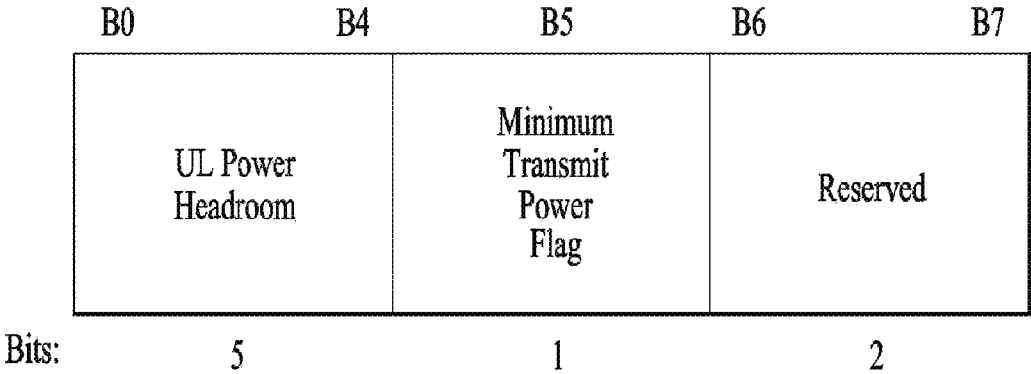 B0 B4 B5 B6 B7
UL Power
Headroom
Minimum
Transmit
Power
Flag
Reserved
Bits: 5 1 2